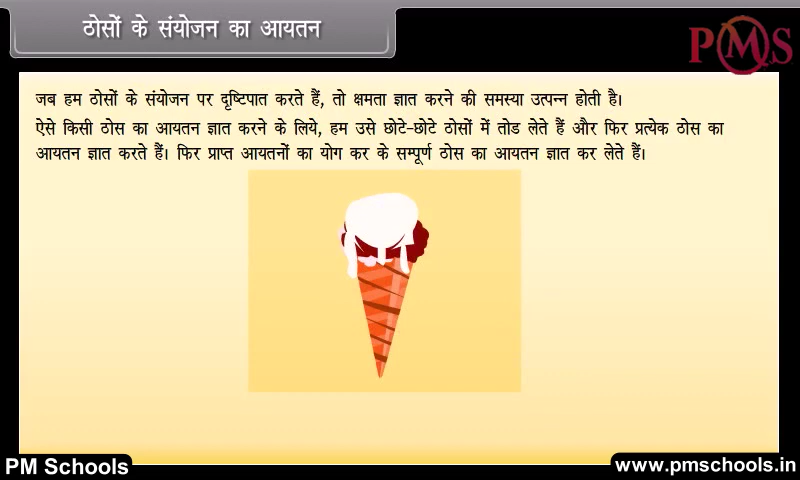 ठोसों के संयोजन का आयतन
PMS
जब हम ठोसों के संयोजन पर दृष्टिपात करते हैं, तो क्षमता ज्ञात करने की समस्या उत्पन्न होती है।
ऐसे किसी ठोस का आयतन ज्ञात करने के लिये, हम उसे छोटे-छोटे ठोसों में तोड लेते हैं और फिर प्रत्येक ठोस का
आयतन ज्ञात करते हैं। फिर प्राप्त आयतनों का योग कर के सम्पूर्ण ठोस का आयतन ज्ञात कर लेते हैं।
PM Schools
www.pmschools.in